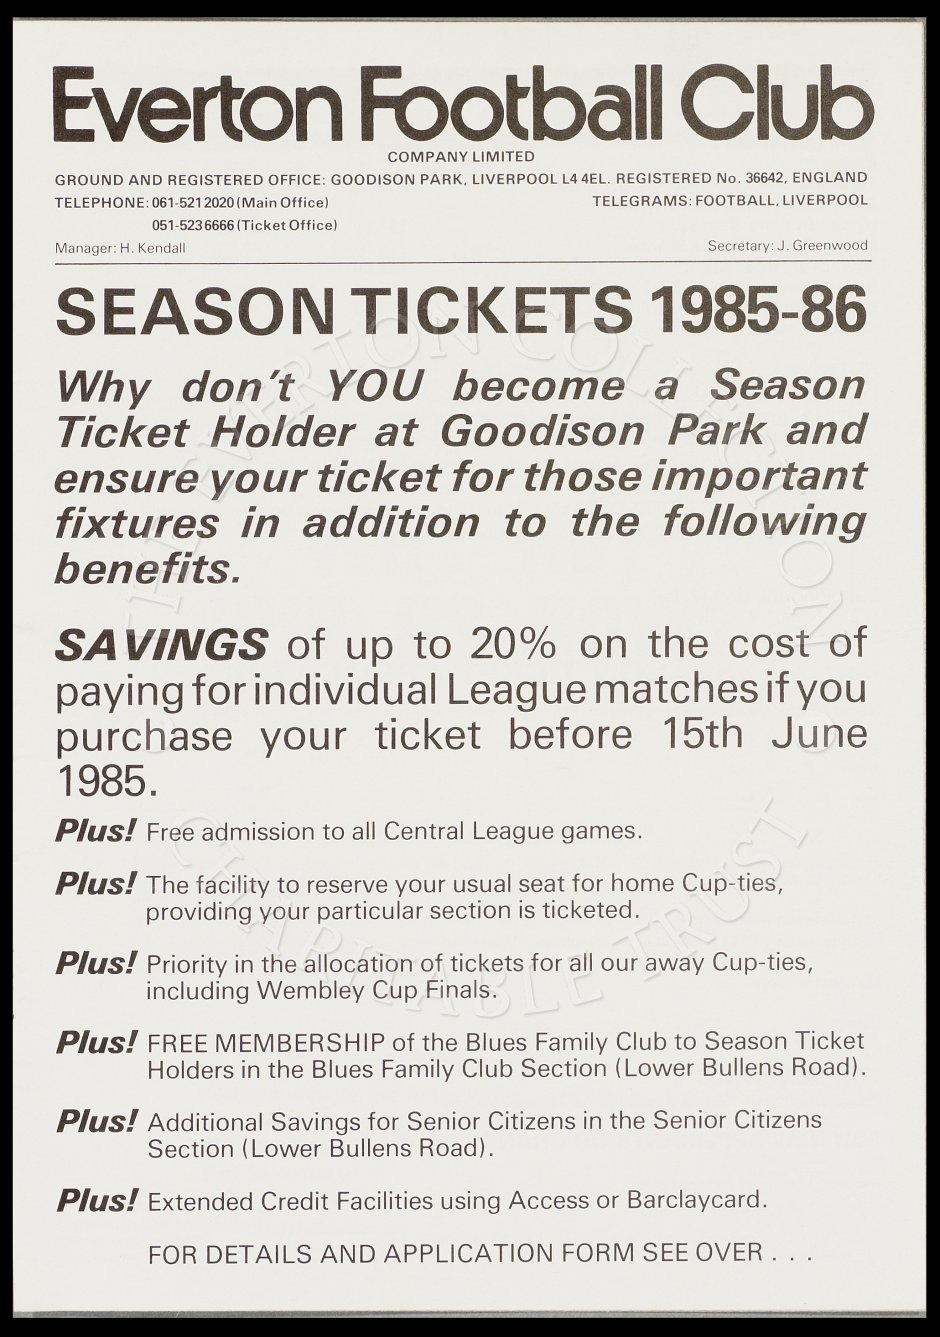 Everton Football Club
COMPANY LIMITED
GROUND AND REGISTERED OFFICE: GOODISON PARK, LIVERPOOL L4 4EL. REGISTERED No. 36642, ENGLAND
TELEPHONE: 061-521 2020 (Main Office) TELEGRAMS: FOOTBALL, LIVERPOOL
051-523 6666 (Ticket Office)
Manager: H. Kendall Secretary: J. Greenwood
SEASON TICKETS 1985-86
Why don't YOU become a Season
Ticket Holder at Goodison Park and
ensure your ticket for those important
fixtures in addition to the following
benefits.
SAVINGS of up to 20% on the cost of
paying for individual League matches if you
purchase your ticket before 15th June
1985.
Plus! Free admission to all Central League games.
Plus! The facility to reserve your usual seat for home Cup-ties,
providing your particular section is ticketed.
Plus! Priority in the allocation of tickets for all our away Cup-ties,
including Wembley Cup Finals.
Plus! FREE MEMBERSHIP of the Blues Family Club to Season Ticket
Holders in the Blues Family Club Section (Lower Bullens Road).
Plus! Additional Savings for Senior Citizens in the Senior Citizens
Section (Lower Bullens Road).
Plus! Extended Credit Facilities using Access or Barclaycard.
FOR DETAILS AND APPLICATION FORM SEE OVER . . .
© THE EVERTON COLLECTION ©
CHARITABLE TRUST